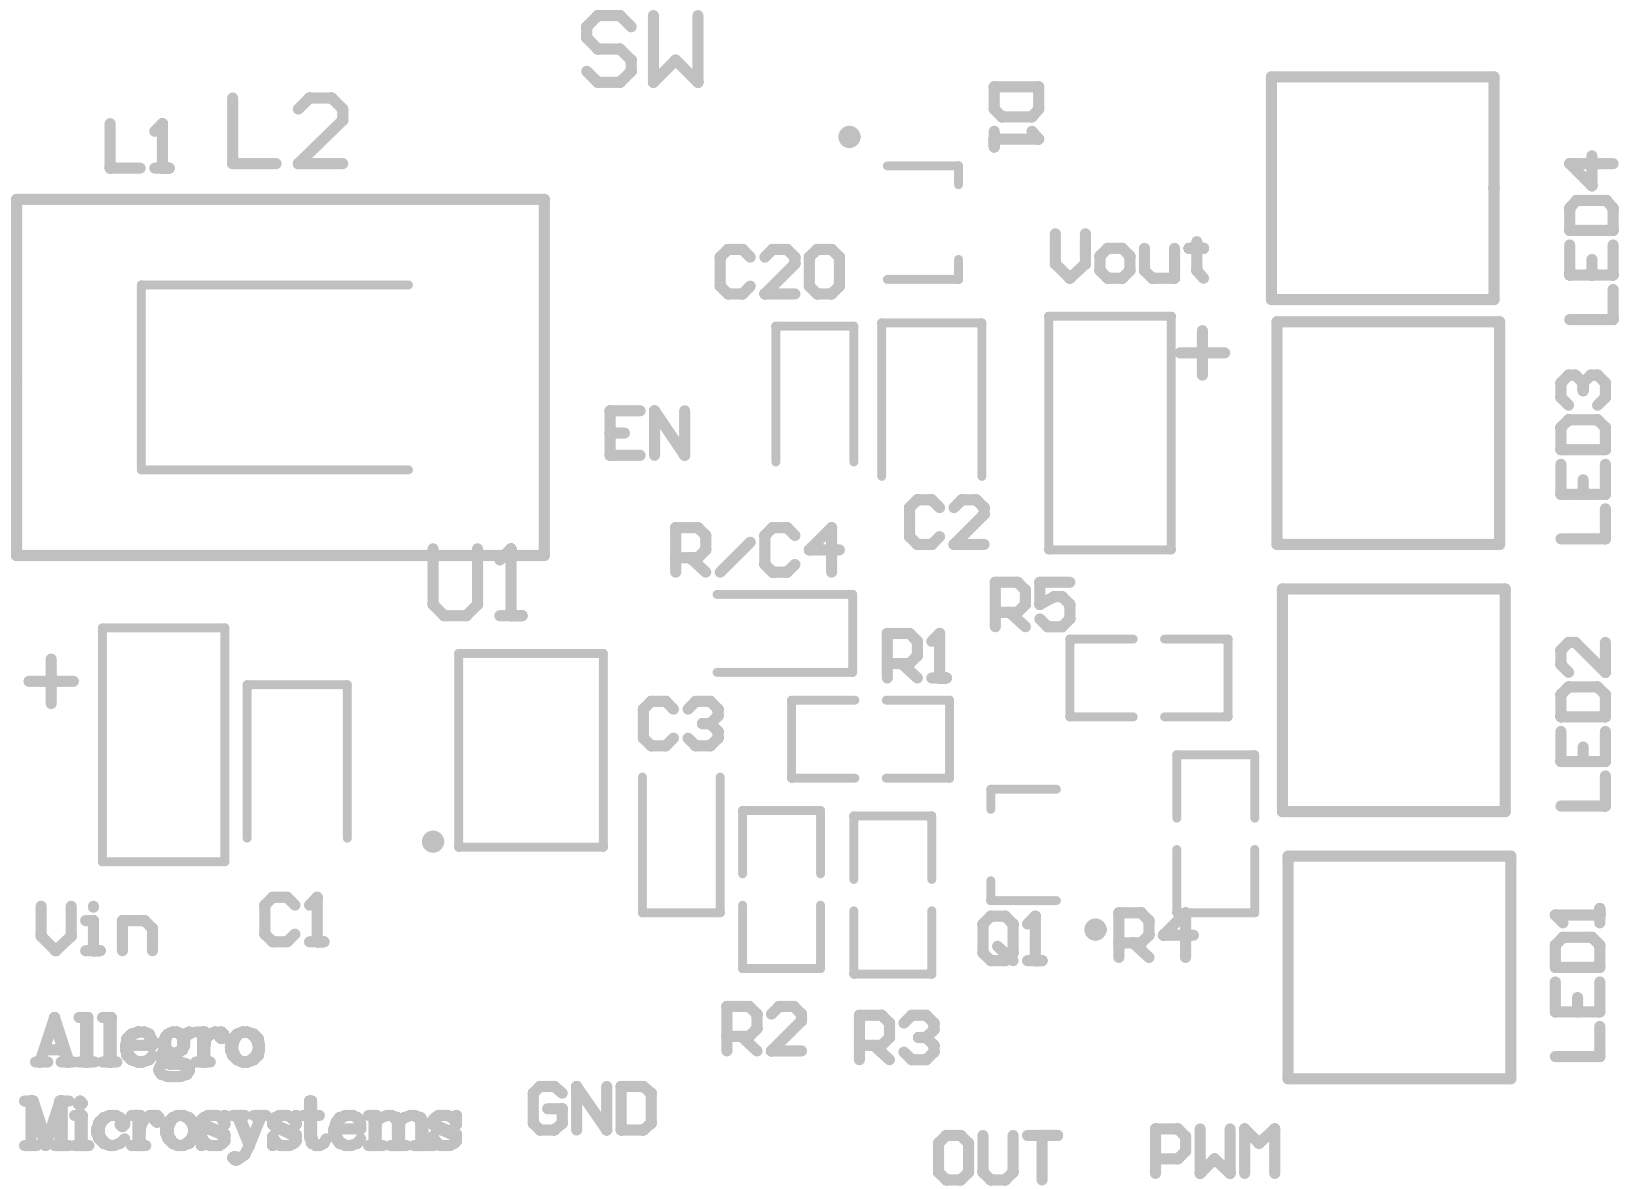 SW
L1
L2
D1
LED4
C20
Vout
+
EN
LED3
C2
R/C4
U1
R5
R1
+
C3
LED2
Vin
C1
Q1
R4
LED1
R2
R3
Allegro
Microsystems
GND
OUT
PWM